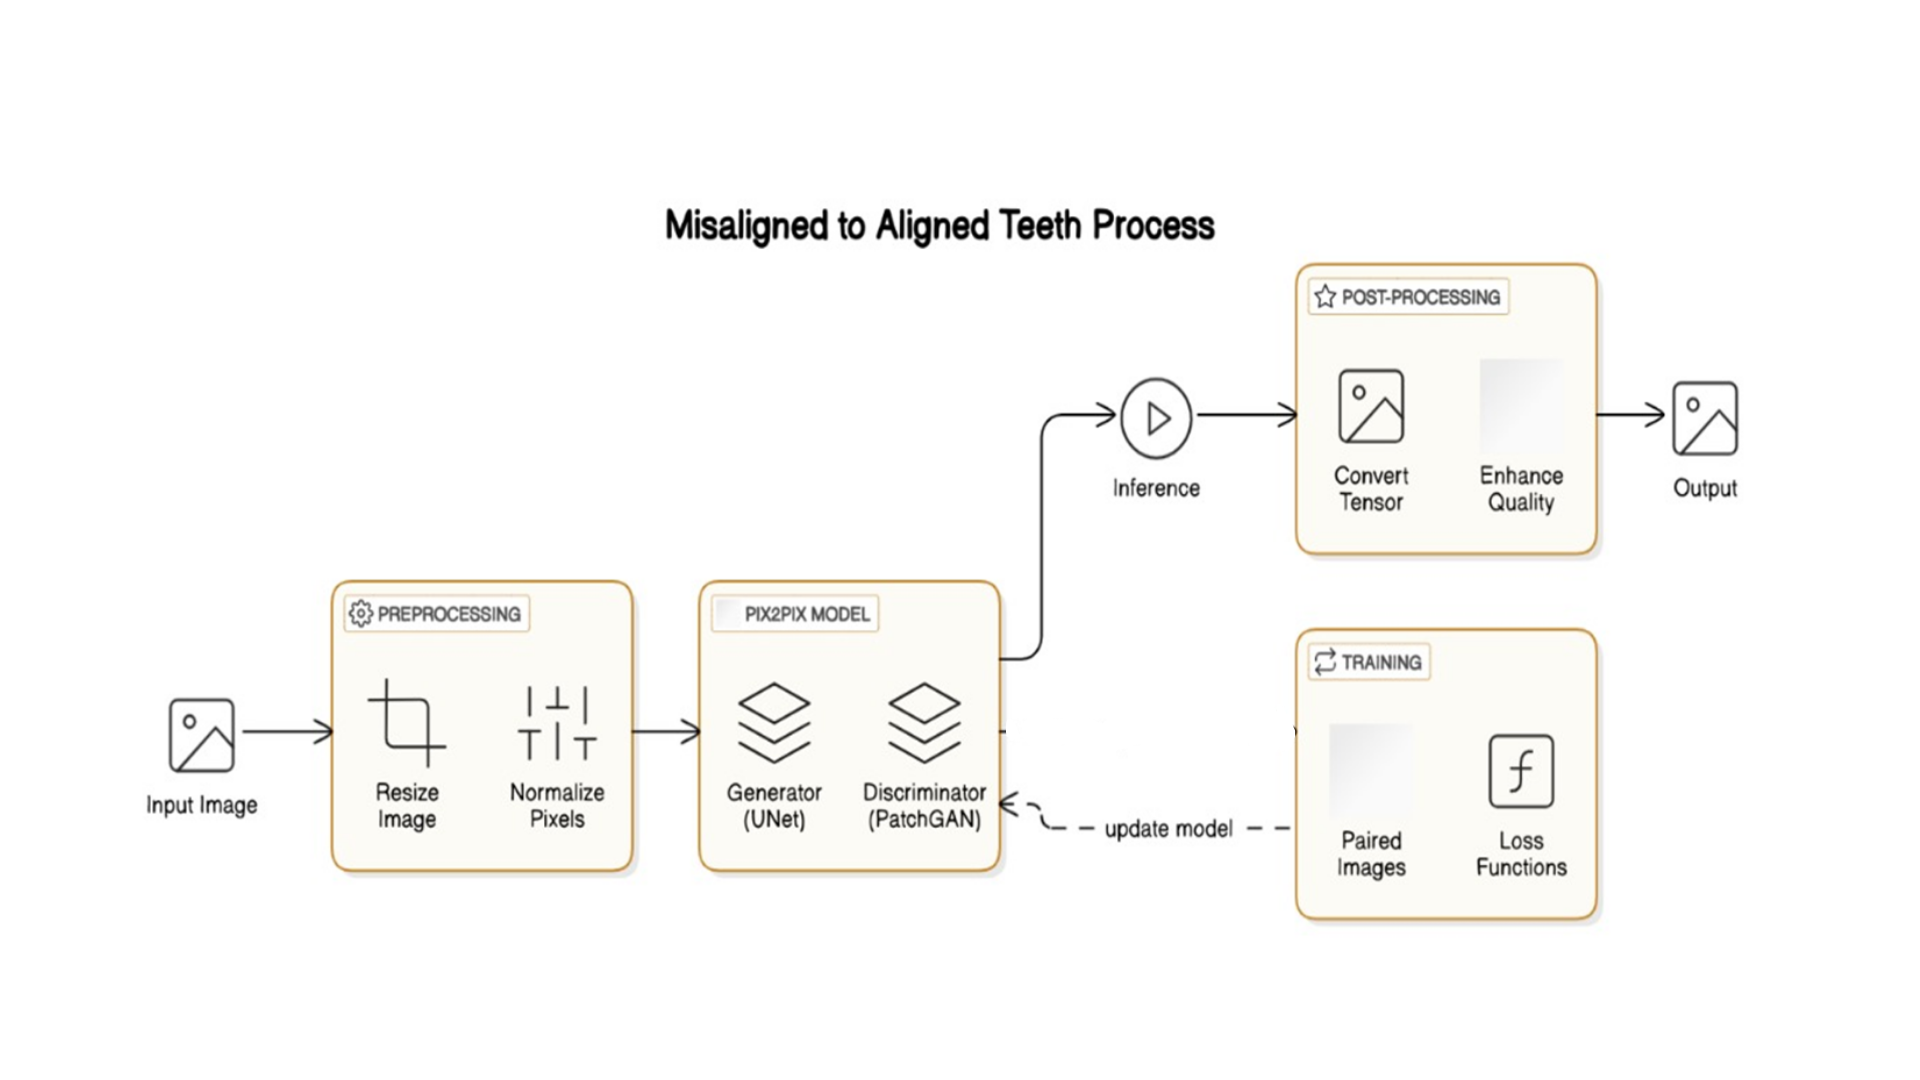 Misaligned to Aligned Teeth Process
POST-PROCESSING
Convert
Tensor
Enhance
Quality
Inference
Output
PREPROCESSING
Resize
Image
Normalize
Pixels
PIX2PIX MODEL
Generator
(UNet)
Discriminator
(PatchGAN)
Input Image
update model
TRAINING
Paired
Images
Loss
Functions